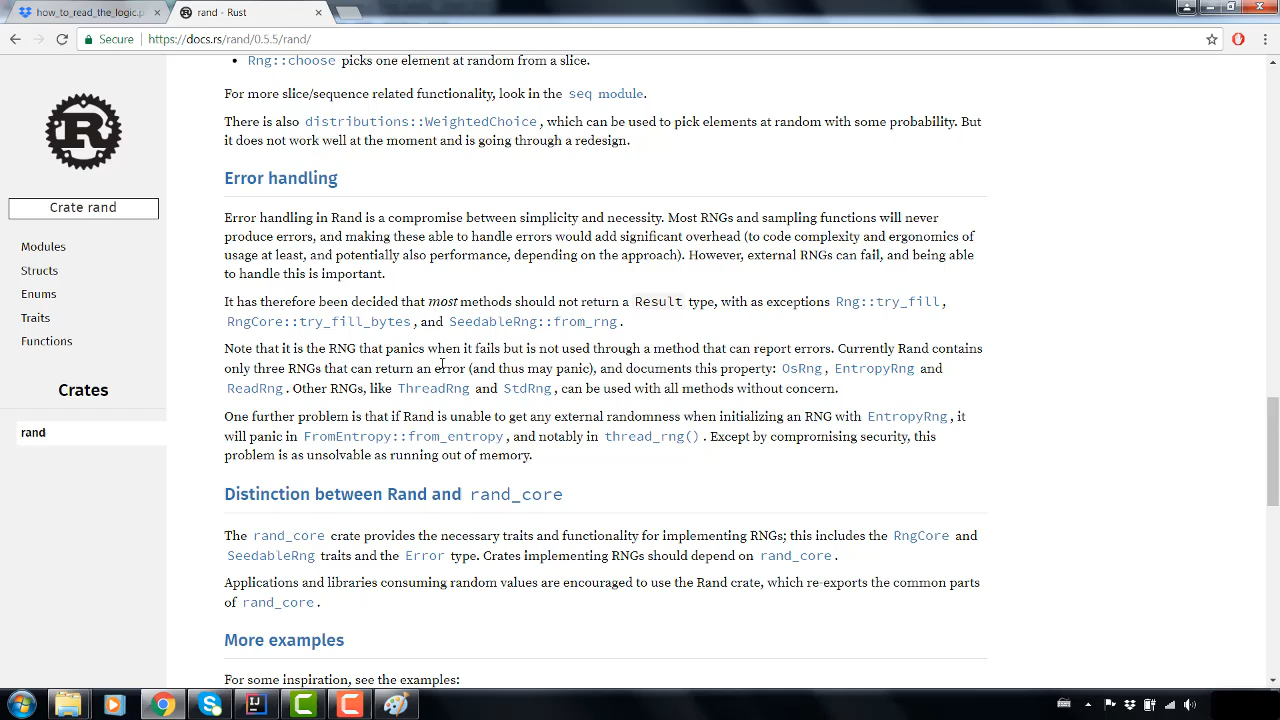 how_to_read_the_logic.p
rand - Rust
Secure
https://docs.rs/rand/0.5.5/rand/
Rng::choose picks one element at random from a slice.
For more slice/sequence related functionality, look in the seq module.
There is also distributions::WeightedChoice, which can be used to pick elements at random with some probability. But
it does not work well at the moment and is going through a redesign.
Error handling
Error handling in Rand is a compromise between simplicity and necessity. Most RNGs and sampling functions will never
produce errors, and making these able to handle errors would add significant overhead (to code complexity and ergonomics of
usage at least, and potentially also performance, depending on the approach). However, external RNGs can fail, and being able
to handle this is important.
It has therefore been decided that most methods should not return a Result type, with as exceptions Rng::try_fill,
RngCore::try_fill_bytes, and SeedableRng::from_rng.
Note that it is the RNG that panics when it fails but is not used through a method that can report errors. Currently Rand contains
only three RNGs that can return an error (and thus may panic), and documents this property: OsRng, EntropyRng and
ReadRng. Other RNGs, like ThreadRng and StdRng, can be used with all methods without concern.
One further problem is that if Rand is unable to get any external randomness when initializing an RNG with EntropyRng, it
will panic in FromEntropy::from_entropy, and notably in thread_rng(). Except by compromising security, this
problem is as unsolvable as running out of memory.
Distinction between Rand and rand_core
The rand_core crate provides the necessary traits and functionality for implementing RNGs; this includes the RngCore and
SeedableRng traits and the Error type. Crates implementing RNGs should depend on rand_core.
Applications and libraries consuming random values are encouraged to use the Rand crate, which re-exports the common parts
of rand_core.
More examples
For some inspiration, see the examples:
Crate rand
Modules
Structs
Enums
Traits
Functions
Crates
rand